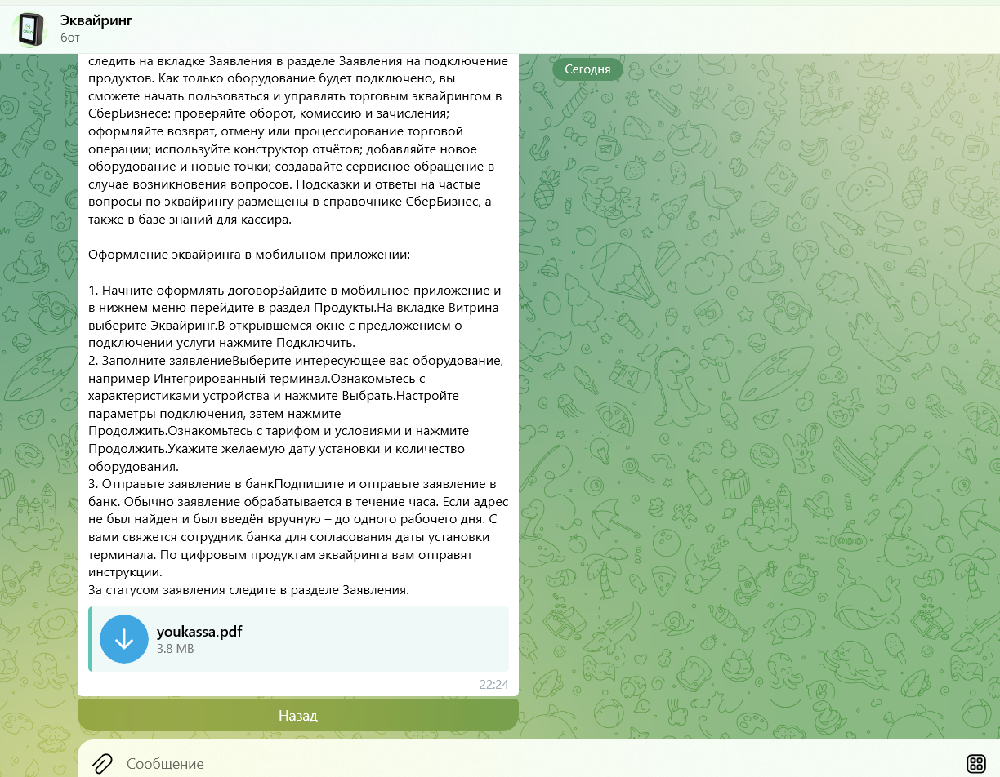 Эквайринг
бот
Сегодня
следить на вкладке Заявления в разделе Заявления на подключение
продуктов. Как только оборудование будет подключено, вы
сможете начать пользоваться и управлять торговым эквайрингом в
СберБизнесе: проверяйте оборот, комиссию и зачисления;
оформляйте возврат, отмену или процессирование торговой
операции; используйте конструктор отчётов; добавляйте новое
оборудование и новые точки; создавайте сервисное обращение в
случае возникновения вопросов. Подсказки и ответы на частые
вопросы по эквайрингу размещены в справочнике СберБизнес, а
также в базе знаний для кассира.
Оформление эквайринга в мобильном приложении:
1. Начните оформлять договорЗайдите в мобильное приложение и
в нижнем меню перейдите в раздел Продукты.На вкладке Витрина
выберите Эквайринг.В открывшемся окне с предложением о
подключении услуги нажмите Подключить.
2. Заполните заявлениеВыберите интересующее вас оборудование,
например Интегрированный терминал.Ознакомьтесь с
характеристиками устройства и нажмите Выбрать.Настройте
параметры подключения, затем нажмите
Продолжить.Ознакомьтесь с тарифом и условиями и нажмите
Продолжить.Укажите желаемую дату установки и количество
оборудования.
3. Отправьте заявление в банкПодпишите и отправьте заявление в
банк. Обычно заявление обрабатывается в течение часа. Если адрес
не был найден и был введён вручную – до одного рабочего дня. С
вами свяжется сотрудник банка для согласования даты установки
терминала. По цифровым продуктам эквайринга вам отправят
инструкции.
За статусом заявления следите в разделе Заявления.
youkassa.pdf
3.8 MB
22:24
Назад
Сообщение